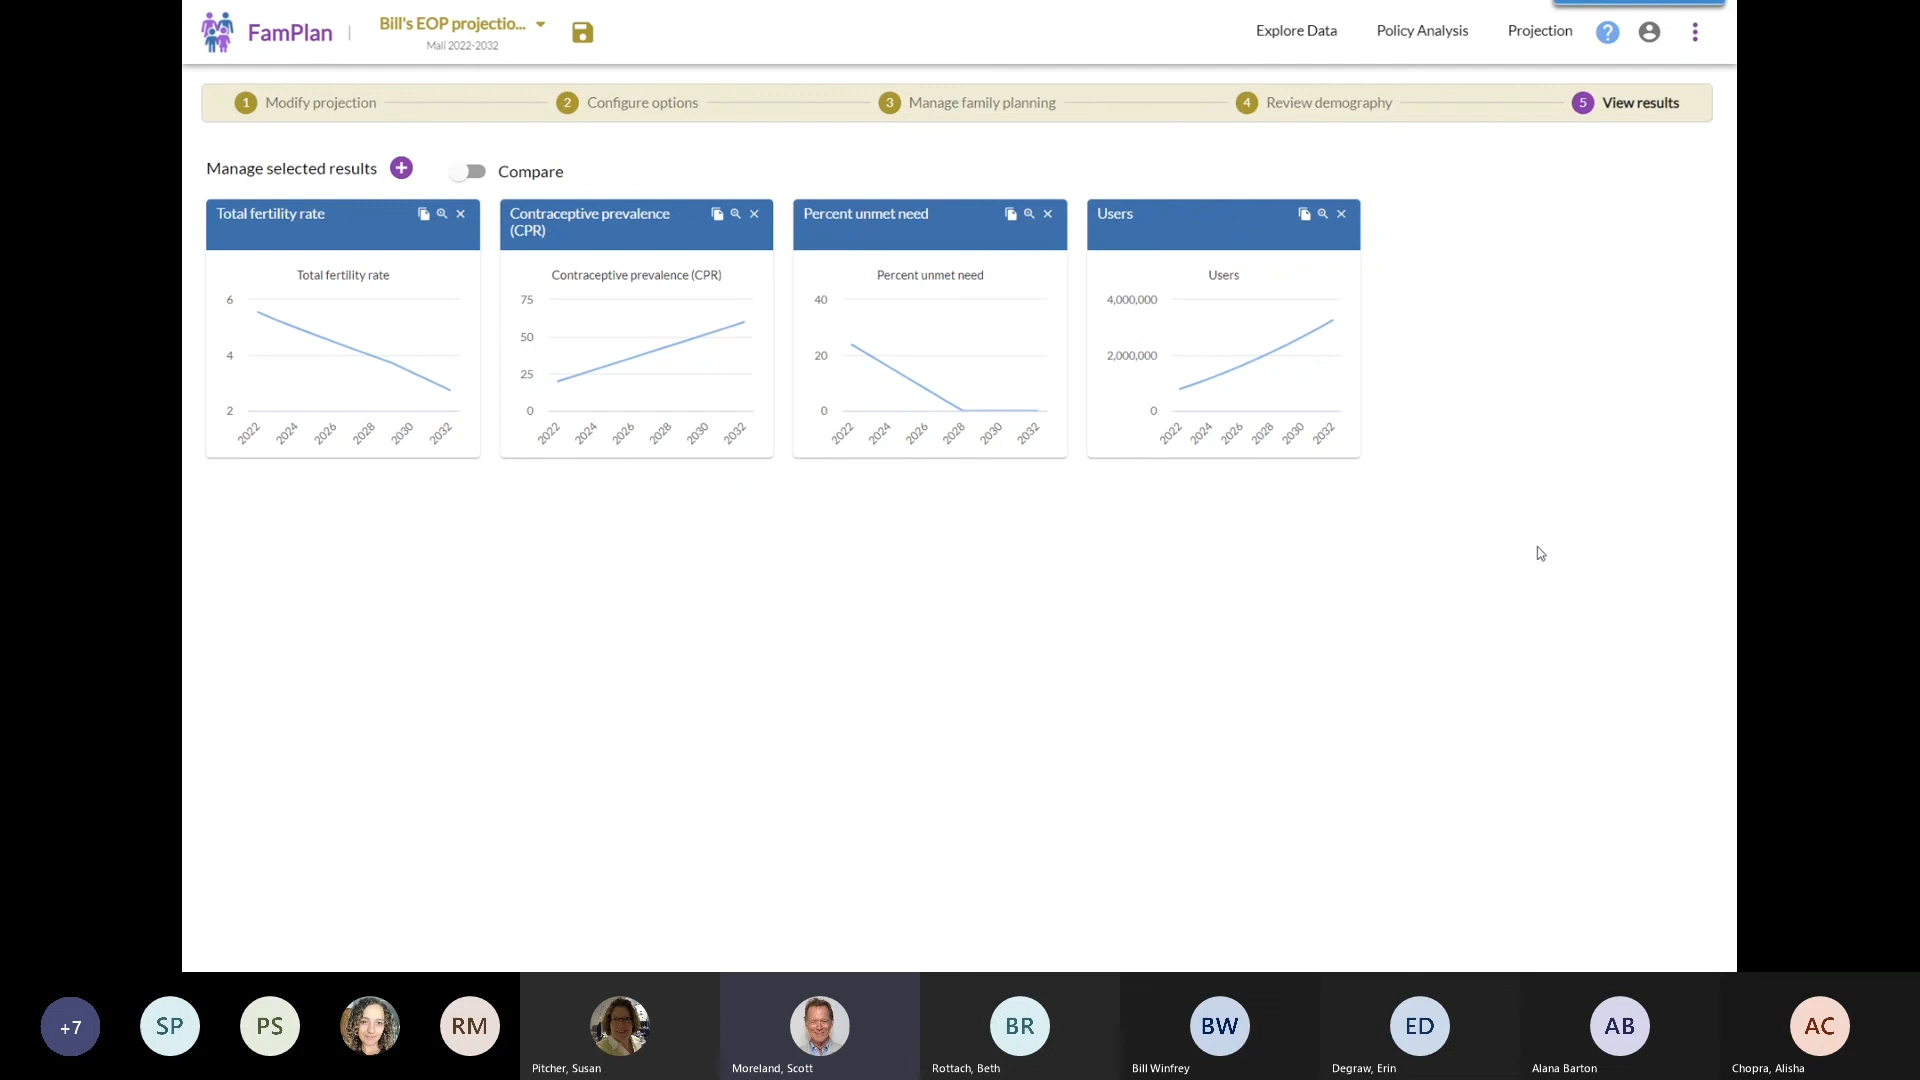 FamPlan
Bill's EOP projectio...
Mali 2022-2032
Explore Data
Policy Analysis
Projection
?
1 Modify projection
2 Configure options
3 Manage family planning
4 Review demography
5 View results
Manage selected results +
Compare
Total fertility rate
Total fertility rate
6
4
2
2022 2024 2026 2028 2030 2032
Contraceptive prevalence
(CPR)
Contraceptive prevalence (CPR)
75
50
25
0
2022 2024 2026 2028 2030 2032
Percent unmet need
Percent unmet need
40
20
0
2022 2024 2026 2028 2030 2032
Users
Users
4,000,000
2,000,000
0
2022 2024 2026 2028 2030 2032
+7
SP
PS
RM
Pitcher, Susan
Moreland, Scott
BR
Rottach, Beth
BW
Bill Winfrey
ED
Degraw, Erin
AB
Alana Barton
AC
Chopra, Alisha